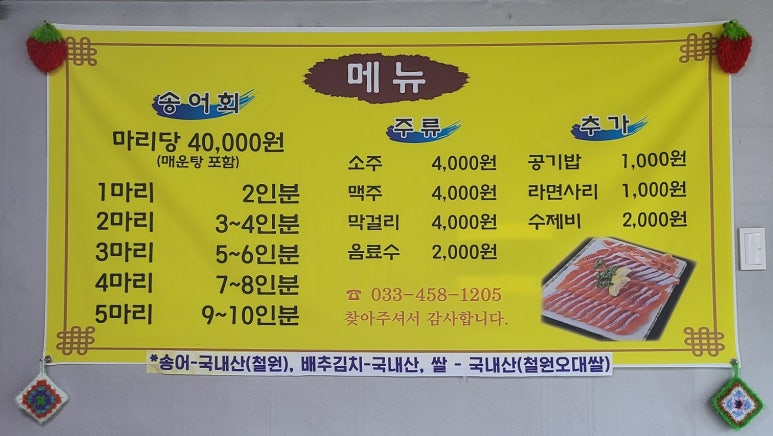 메뉴
송어회
마리당 40,000원
(매운탕 포함)
1마리 2인분
2마리 3~4인분
3마리 5~6인분
4마리 7~8인분
5마리 9~10인분
주류
소주 4,000원
맥주 4,000원
막걸리 4,000원
음료수 2,000원
추가
공기밥 1,000원
라면사리 1,000원
수제비 2,000원
☎ 033-458-1205
찾아주셔서 감사합니다.
*송어-국내산(철원), 배추김치-국내산, 쌀 - 국내산(철원오대쌀)